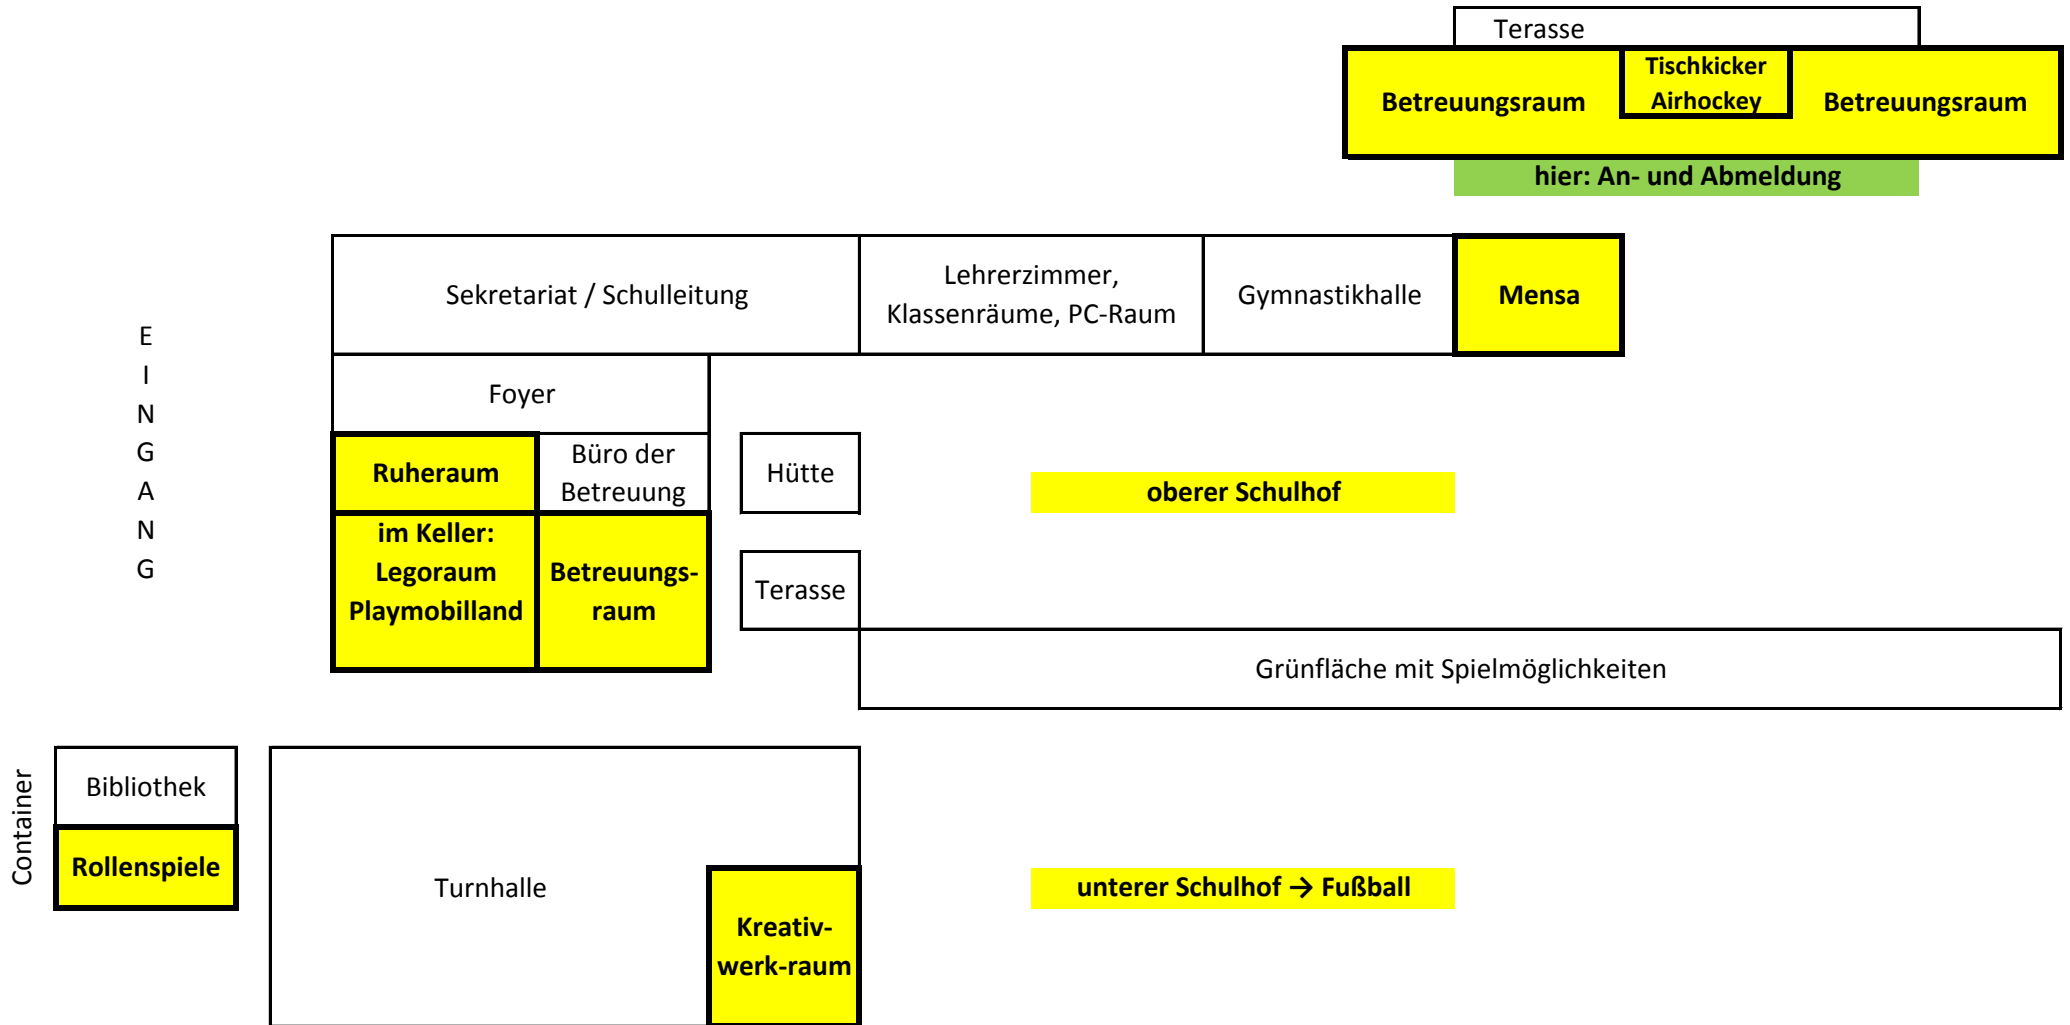 Terasse
Betreuungsraum
Tischkicker
Airhockey
Betreuungsraum
hier: An- und Abmeldung
EINGANG
Sekretariat / Schulleitung
Lehrerzimmer,
Klassenräume, PC-Raum
Gymnastikhalle
Mensa
Foyer
Ruheraum
Büro der
Betreuung
Hütte
oberer Schulhof
im Keller:
Legoraum
Playmobilland
Betreuungs-
raum
Terasse
Grünfläche mit Spielmöglichkeiten
Container
Bibliothek
Rollenspiele
Turnhalle
Kreativ-
werk-raum
unterer Schulhof → Fußball